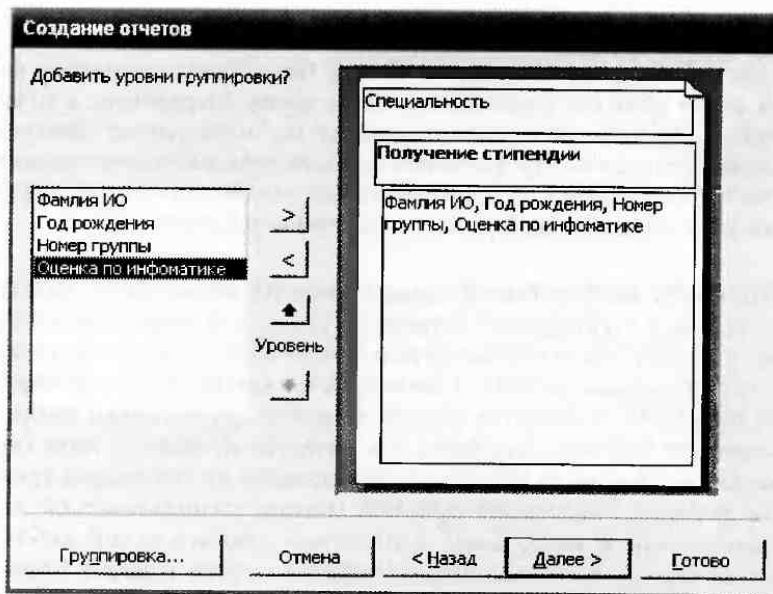 Создание отчетов
Добавить уровни группировки?
Фамлия ИО
Год рождения
Номер группы
Оценка по инфоматике
>
<
Уровень
Специальность
Получение стипендии
Фамлия ИО, Год рождения, Номер
группы, Оценка по инфоматике
Группировка...
Отмена
< Назад
Далее >
Готово